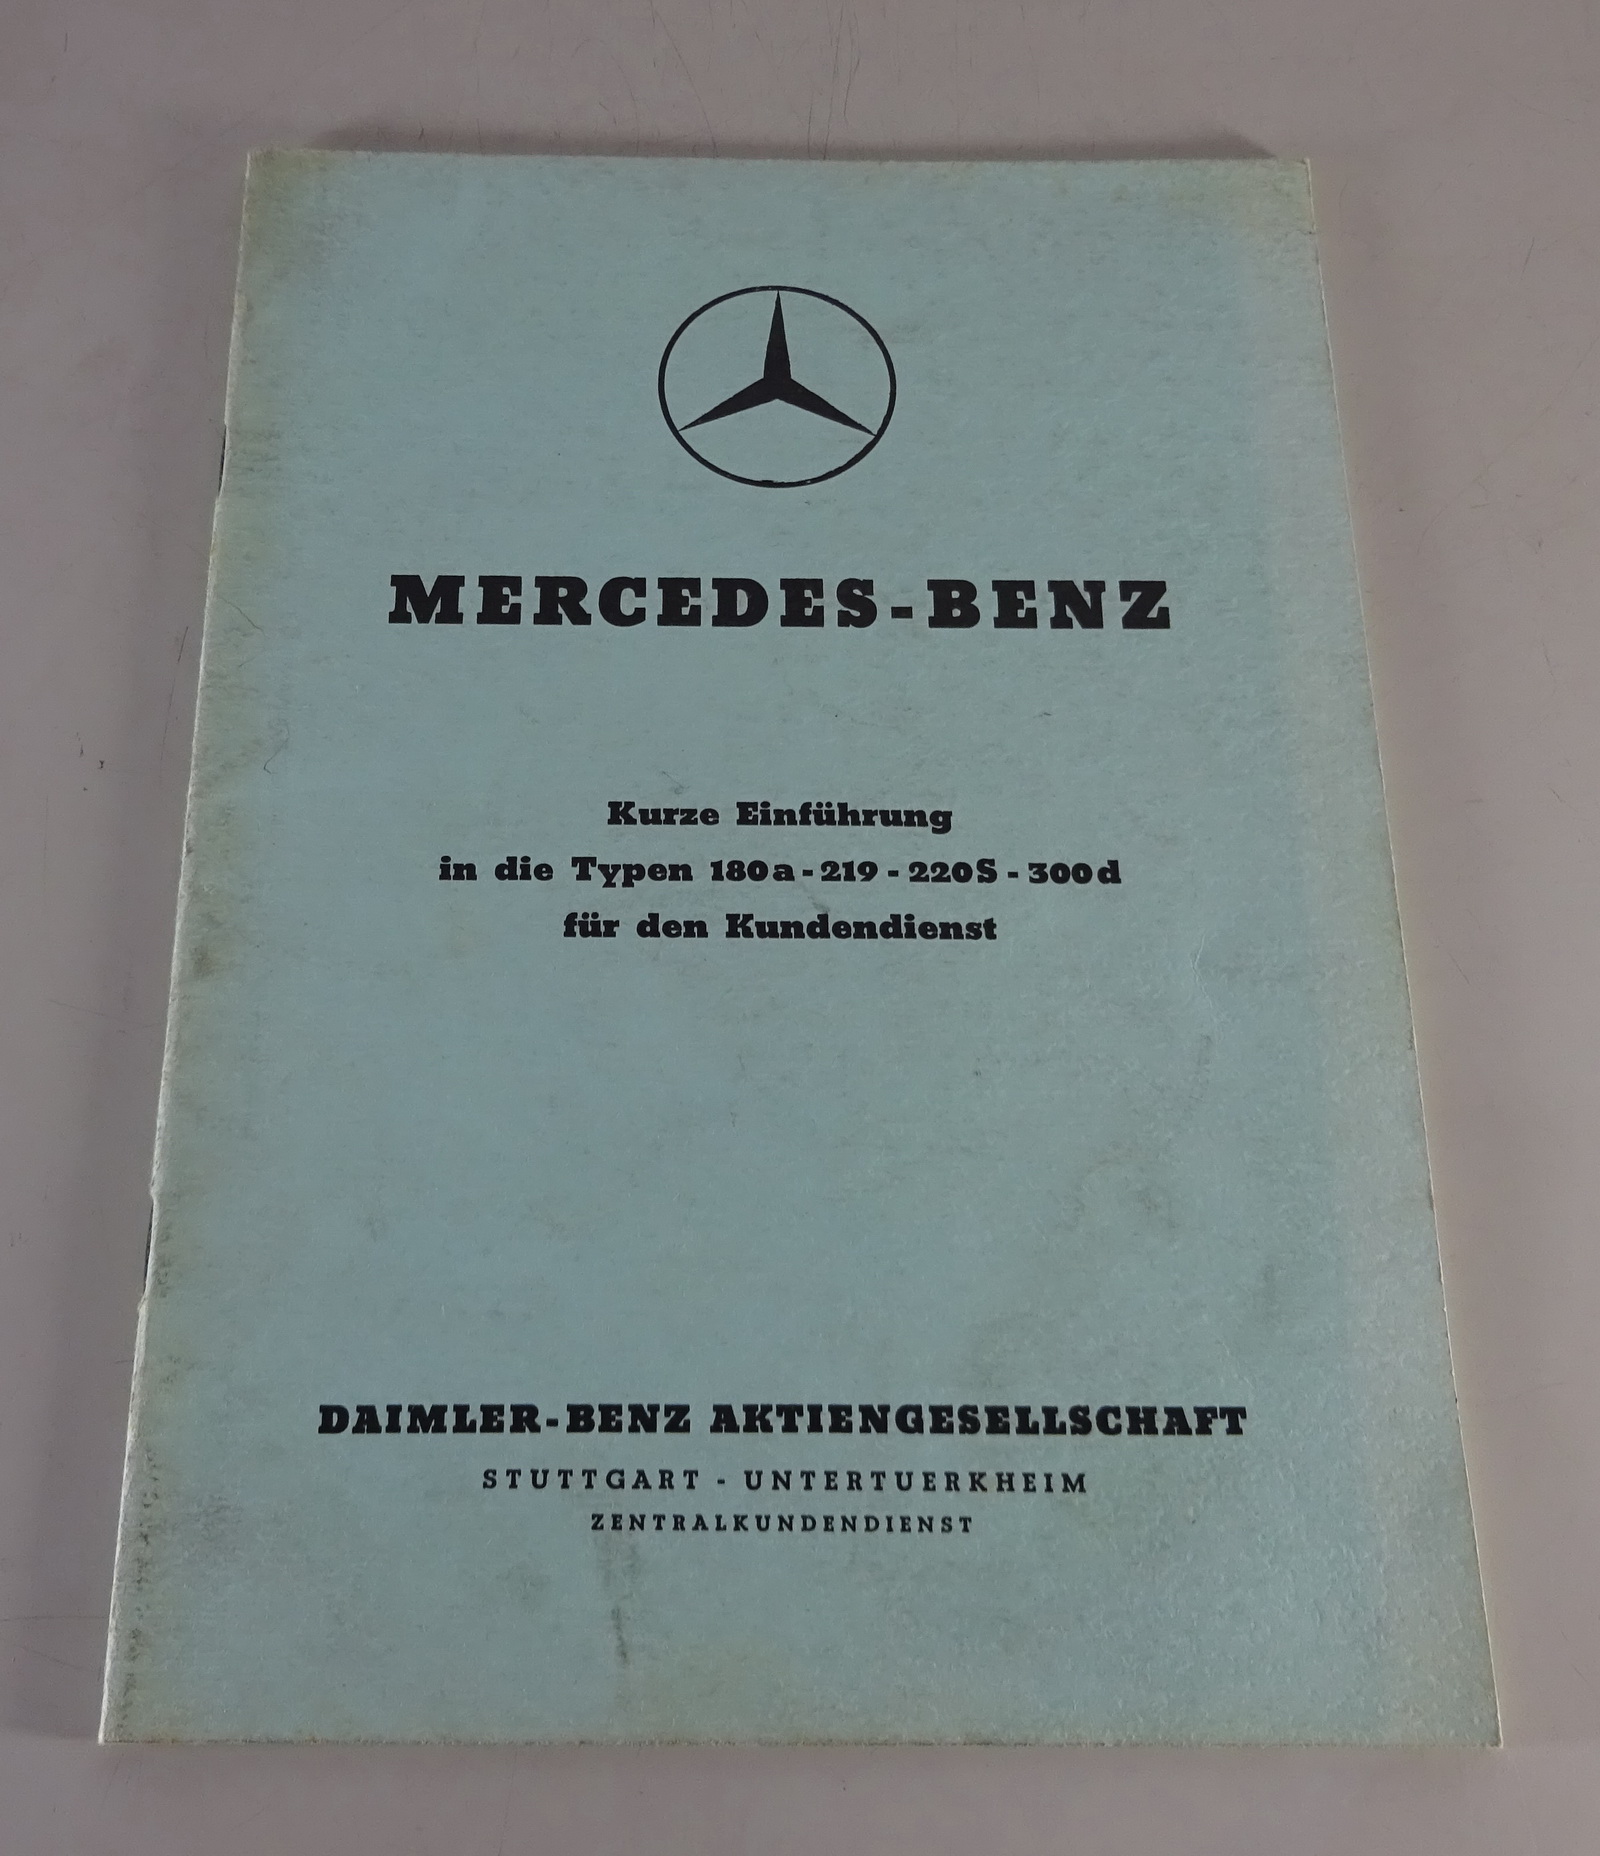 MERCEDES-BENZ
Kurze Einführung
in die Typen 180a - 219 - 220S - 300d
für den Kundendienst
DAIMLER-BENZ AKTIENGESELLSCHAFT
STUTTGART - UNTERTUERKHEIM
ZENTRALKUNDENDIENST